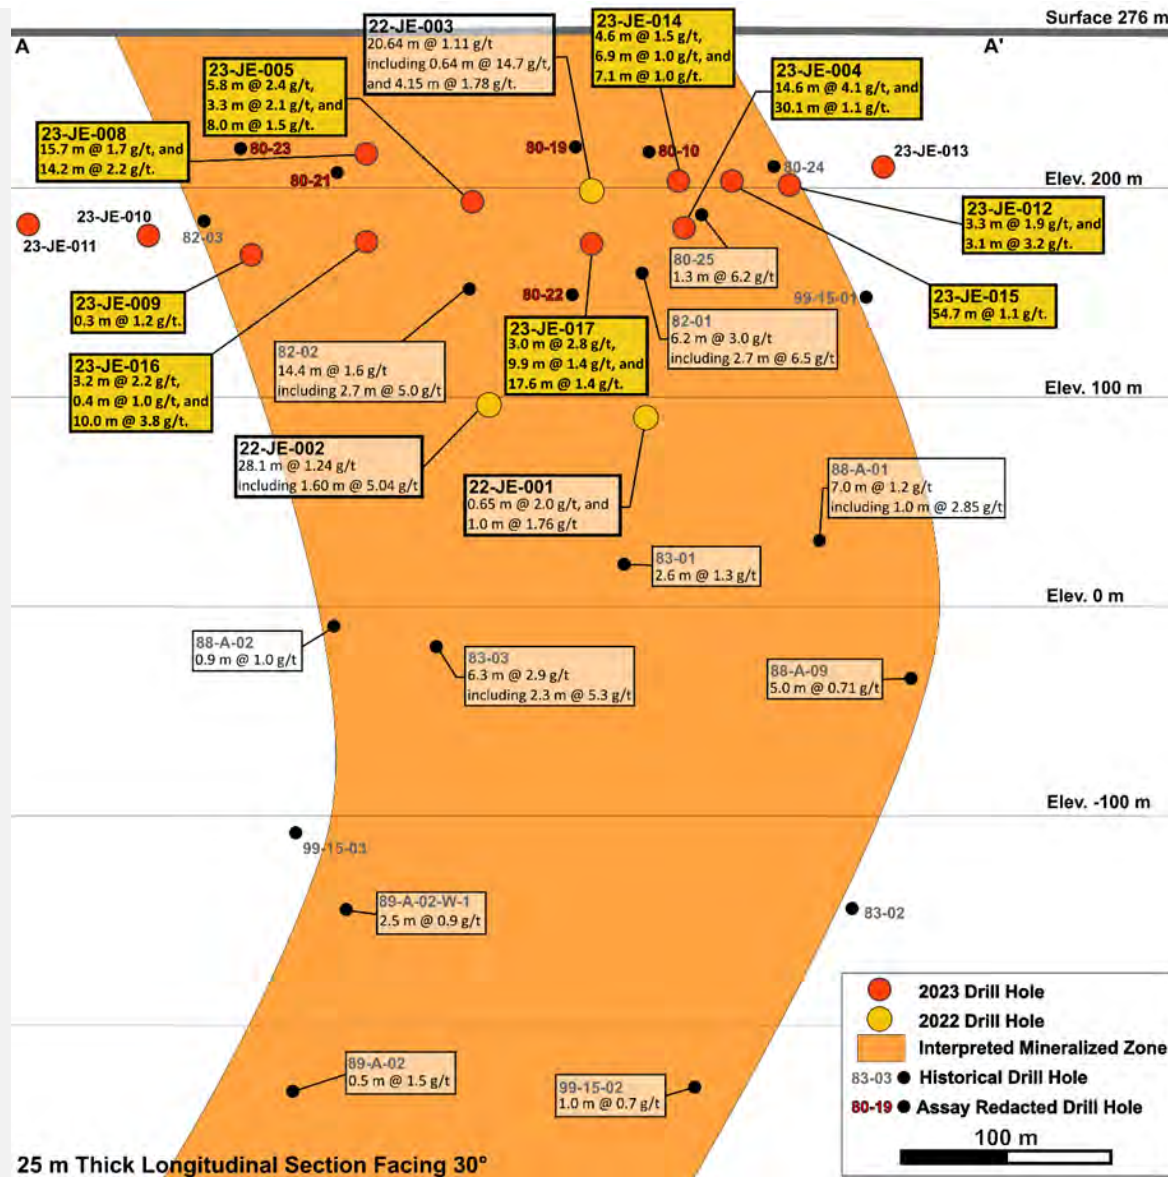 Surface 276 m
A
A'
22-JE-003
20.64 m @ 1.11 g/t
including 0.64 m @ 14.7 g/t,
and 4.15 m @ 1.78 g/t.
23-JE-014
4.6 m @ 1.5 g/t,
6.9 m @ 1.0 g/t, and
7.1 m @ 1.0 g/t.
23-JE-005
5.8 m @ 2.4 g/t,
3.3 m @ 2.1 g/t, and
8.0 m @ 1.5 g/t.
23-JE-004
14.6 m @ 4.1 g/t, and
30.1 m @ 1.1 g/t.
23-JE-008
15.7 m @ 1.7 g/t, and
14.2 m @ 2.2 g/t.
80-23
80-19
80-10
80-24
23-JE-013
80-21
Elev. 200 m
23-JE-010
23-JE-011
82-03
23-JE-012
3.3 m @ 1.9 g/t, and
3.1 m @ 3.2 g/t.
80-25
1.3 m @ 6.2 g/t
23-JE-009
0.3 m @ 1.2 g/t.
80-22
99-15-01
23-JE-015
54.7 m @ 1.1 g/t.
82-01
6.2 m @ 3.0 g/t
including 2.7 m @ 6.5 g/t
23-JE-017
3.0 m @ 2.8 g/t,
9.9 m @ 1.4 g/t, and
17.6 m @ 1.4 g/t.
82-02
14.4 m @ 1.6 g/t
including 2.7 m @ 5.0 g/t
23-JE-016
3.2 m @ 2.2 g/t,
0.4 m @ 1.0 g/t, and
10.0 m @ 3.8 g/t.
Elev. 100 m
22-JE-002
28.1 m @ 1.24 g/t
including 1.60 m @ 5.04 g/t
22-JE-001
0.65 m @ 2.0 g/t, and
1.0 m @ 1.76 g/t
88-A-01
7.0 m @ 1.2 g/t
including 1.0 m @ 2.85 g/t
83-01
2.6 m @ 1.3 g/t
Elev. 0 m
88-A-02
0.9 m @ 1.0 g/t
83-03
6.3 m @ 2.9 g/t
including 2.3 m @ 5.3 g/t
88-A-09
5.0 m @ 0.71 g/t
Elev. -100 m
99-15-03
89-A-02-W-1
2.5 m @ 0.9 g/t
83-02
89-A-02
0.5 m @ 1.5 g/t
99-15-02
1.0 m @ 0.7 g/t
2023 Drill Hole
2022 Drill Hole
Interpreted Mineralized Zone
83-03 Historical Drill Hole
80-19 Assay Redacted Drill Hole
100 m
25 m Thick Longitudinal Section Facing 30°